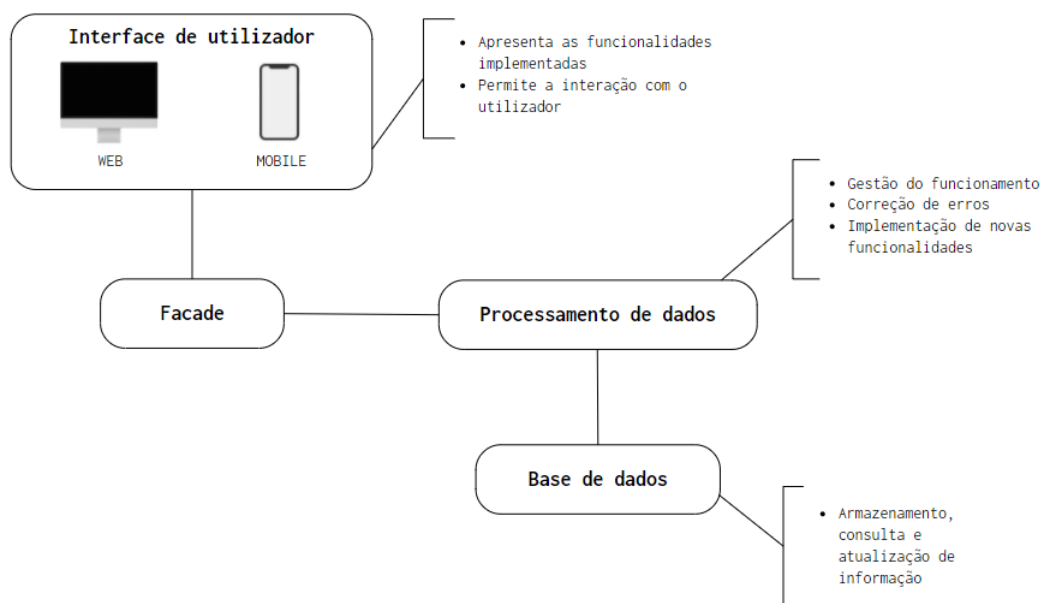 Interface de utilizador
WEB
MOBILE
• Apresenta as funcionalidades
implementadas
• Permite a interação com o
utilizador
• Gestão do funcionamento
• Correção de erros
• Implementação de novas
funcionalidades
Facade
Processamento de dados
Base de dados
• Armazenamento,
consulta e
atualização de
informação